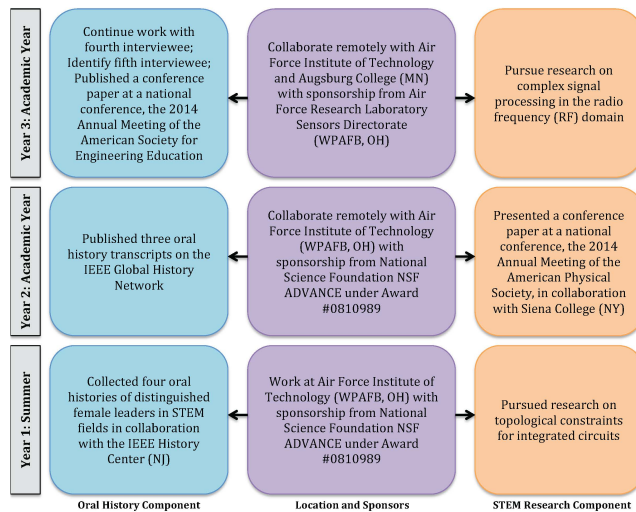 Year 3: Academic Year
Continue work with
fourth interviewee;
Identify fifth interviewee;
Published a conference
paper at a national
conference, the 2014
Annual Meeting of the
American Society for
Engineering Education
Collaborate remotely with Air
Force Institute of Technology
and Augsburg College (MN)
with sponsorship from Air
Force Research Laboratory
Sensors Directorate
(WPAFB, OH)
Pursue research on
complex signal
processing in the radio
frequency (RF) domain
Year 2: Academic Year
Published three oral
history transcripts on the
IEEE Global History
Network
Collaborate remotely with Air
Force Institute of Technology
(WPAFB, OH) with
sponsorship from National
Science Foundation NSF
ADVANCE under Award
#0810989
Presented a conference
paper at a national
conference, the 2014
Annual Meeting of the
American Physical
Society, in collaboration
with Siena College (NY)
Year 1: Summer
Collected four oral
histories of distinguished
female leaders in STEM
fields in collaboration
with the IEEE History
Center (NJ)
Work at Air Force Institute of
Technology (WPAFB, OH) with
sponsorship from National
Science Foundation NSF
ADVANCE under Award
#0810989
Pursued research on
topological constraints
for integrated circuits
Oral History Component
Location and Sponsors
STEM Research Component